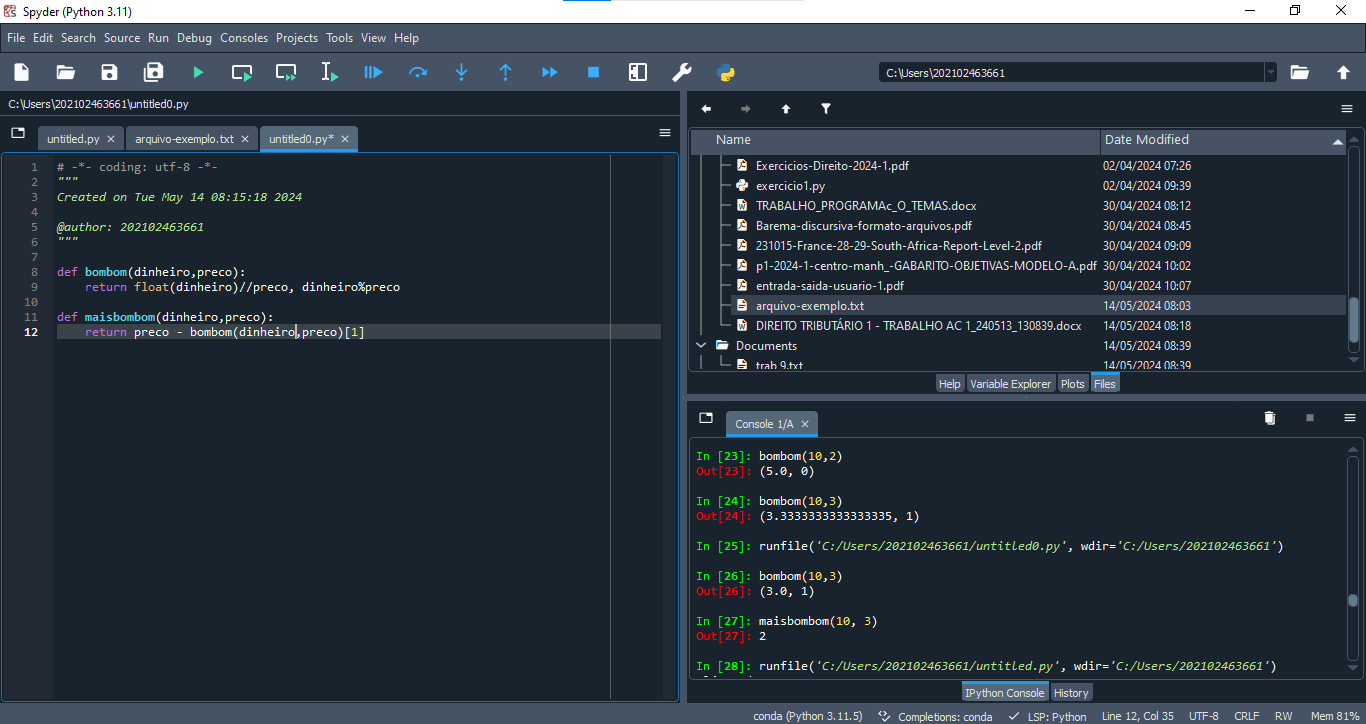 Spyder (Python 3.11)
File Edit Search Source Run Debug Consoles Projects Tools View Help
C:\Users\202102463661
C:\Users\202102463661\untitled0.py
untitled.py
arquivo-exemplo.txt
untitled0.py*
1 # -*- coding: utf-8 -*-
2 """
3 Created on Tue May 14 08:15:18 2024
4
5 @author: 202102463661
6 """
7
8 def bombom(dinheiro,preco):
9 return float(dinheiro)//preco, dinheiro%preco
10
11 def maisbombom(dinheiro,preco):
12 return preco - bombom(dinheiro,preco)[1]
Name Date Modified
Exercicios-Direito-2024-1.pdf 02/04/2024 07:26
exercicio1.py 02/04/2024 09:39
TRABALHO_PROGRAMAc_O_TEMAS.docx 30/04/2024 08:12
Barema-discursiva-formato-arquivos.pdf 30/04/2024 08:45
231015-France-28-29-South-Africa-Report-Level-2.pdf 30/04/2024 09:09
p1-2024-1-centro-manh_-GABARITO-OBJETIVAS-MODELO-A.pdf 30/04/2024 10:02
entrada-saida-usuario-1.pdf 30/04/2024 10:07
arquivo-exemplo.txt 14/05/2024 08:03
DIREITO TRIBUTÁRIO 1 - TRABALHO AC 1_240513_130839.docx 14/05/2024 08:18
Documents 14/05/2024 08:39
trab 9.txt 14/05/2024 08:39
Help Variable Explorer Plots Files
Console 1/A
In [23]: bombom(10,2)
Out[23]: (5.0, 0)
In [24]: bombom(10,3)
Out[24]: (3.3333333333333335, 1)
In [25]: runfile('C:/Users/202102463661/untitled0.py', wdir='C:/Users/202102463661')
In [26]: bombom(10,3)
Out[26]: (3.0, 1)
In [27]: maisbombom(10, 3)
Out[27]: 2
In [28]: runfile('C:/Users/202102463661/untitled.py', wdir='C:/Users/202102463661')
IPython Console History
conda (Python 3.11.5) Completions: conda LSP: Python Line 12, Col 35 UTF-8 CRLF RW Mem 81%